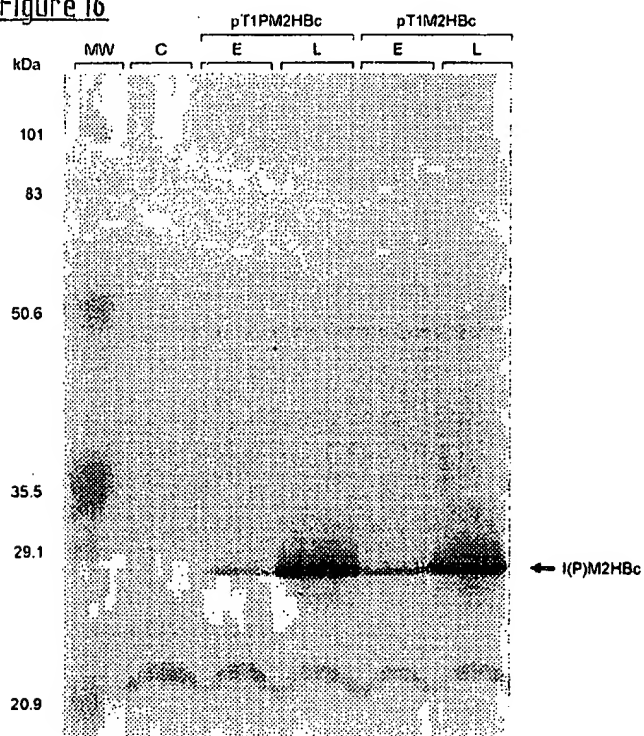 Figure 16
pT1PM2HBc pT1M2HBc
MW C E L E L
kDa
101
83
50.6
35.5
29.1
I(P)M2HBc
20.9